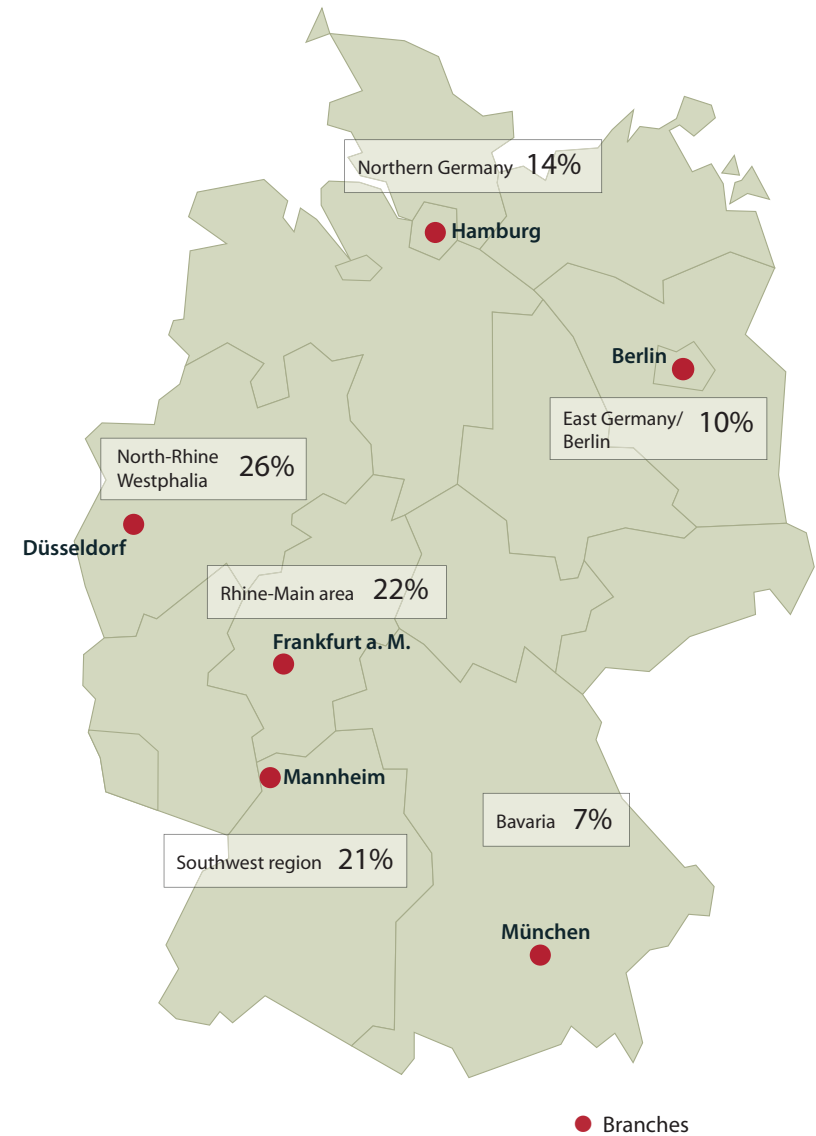 Northern Germany 14%
Hamburg
Berlin
East Germany/
Berlin 10%
North-Rhine
Westphalia 26%
Düsseldorf
Rhine-Main area 22%
Frankfurt a. M.
Mannheim
Bavaria 7%
Southwest region 21%
München
Branches